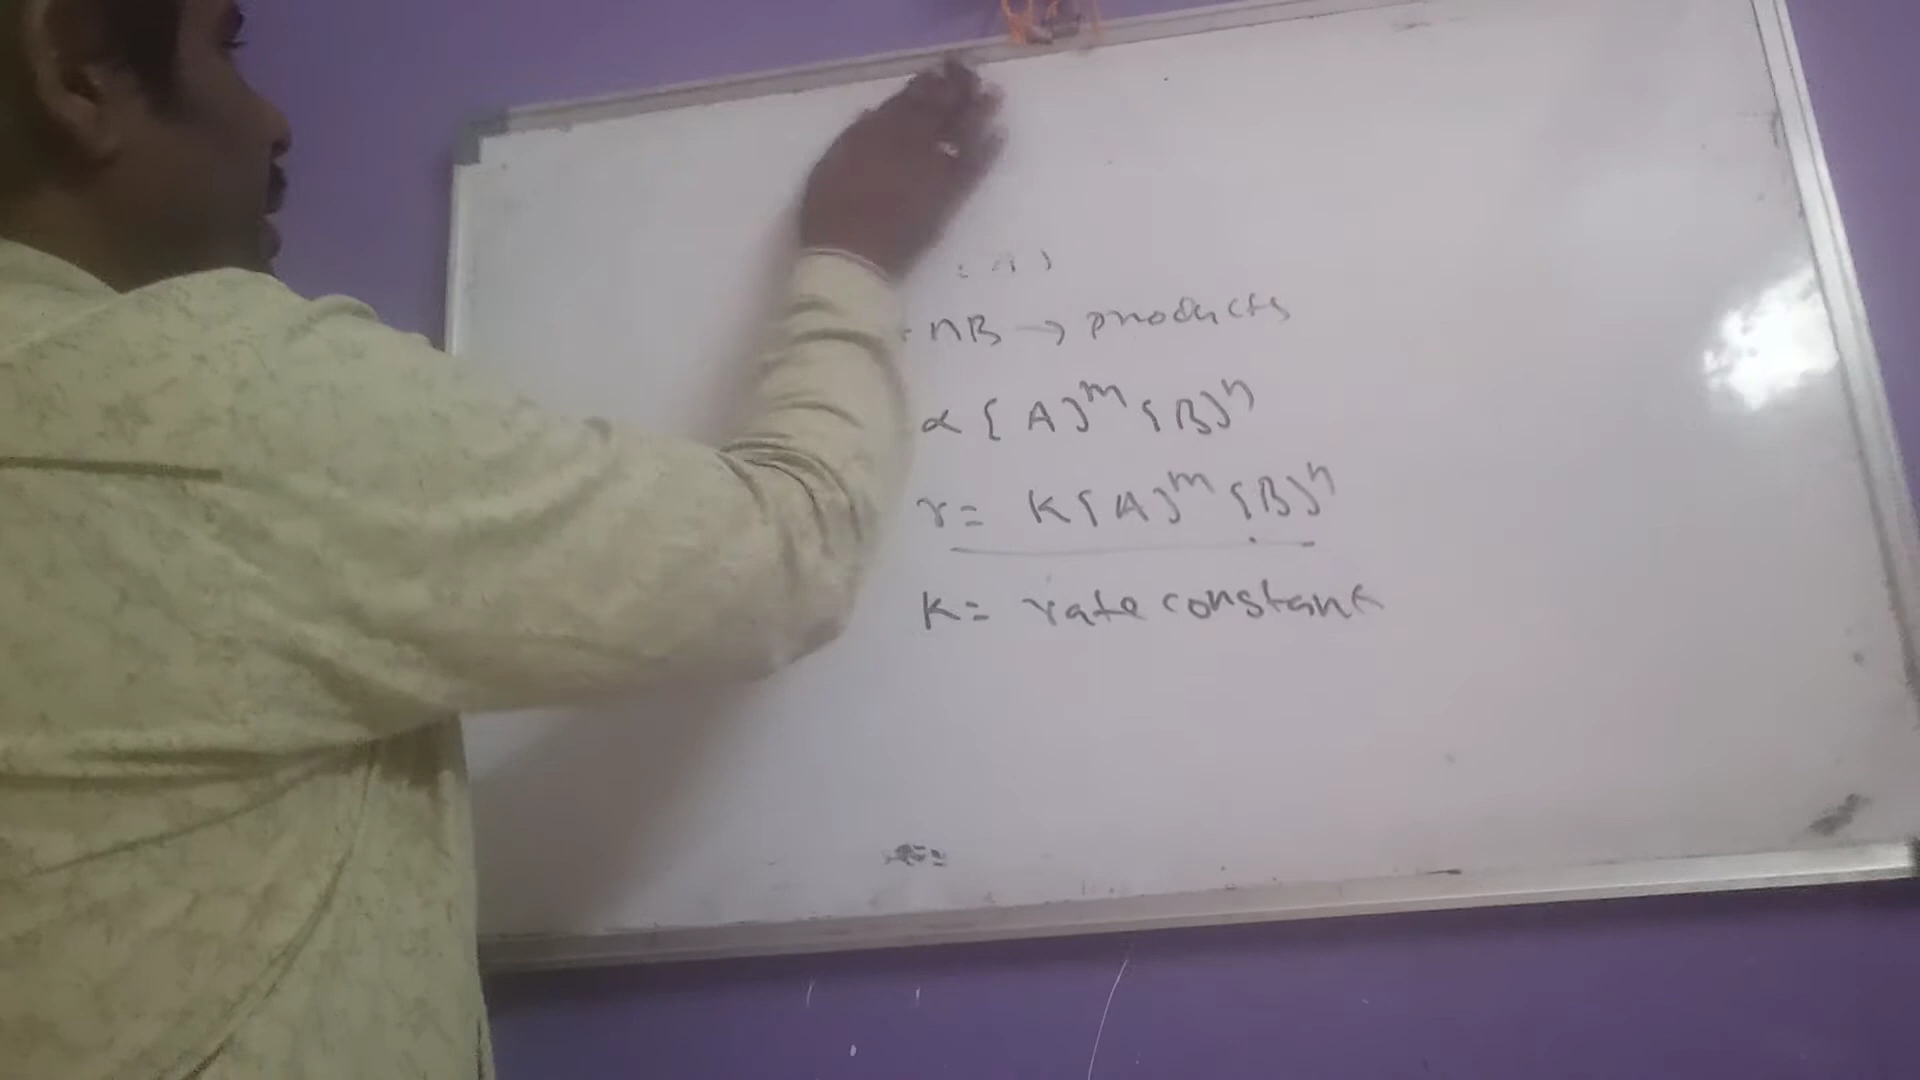 nB → products
α [A]^m [B]^n
r = K[A]^m [B]^n
K = rate constant